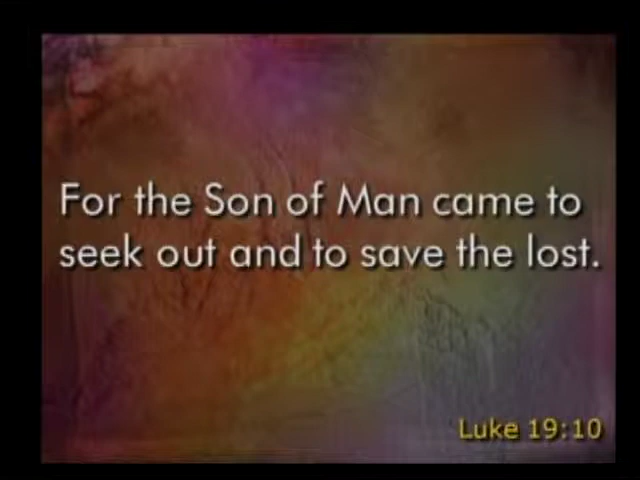 For the Son of Man came to
seek out and to save the lost.
Luke 19:10